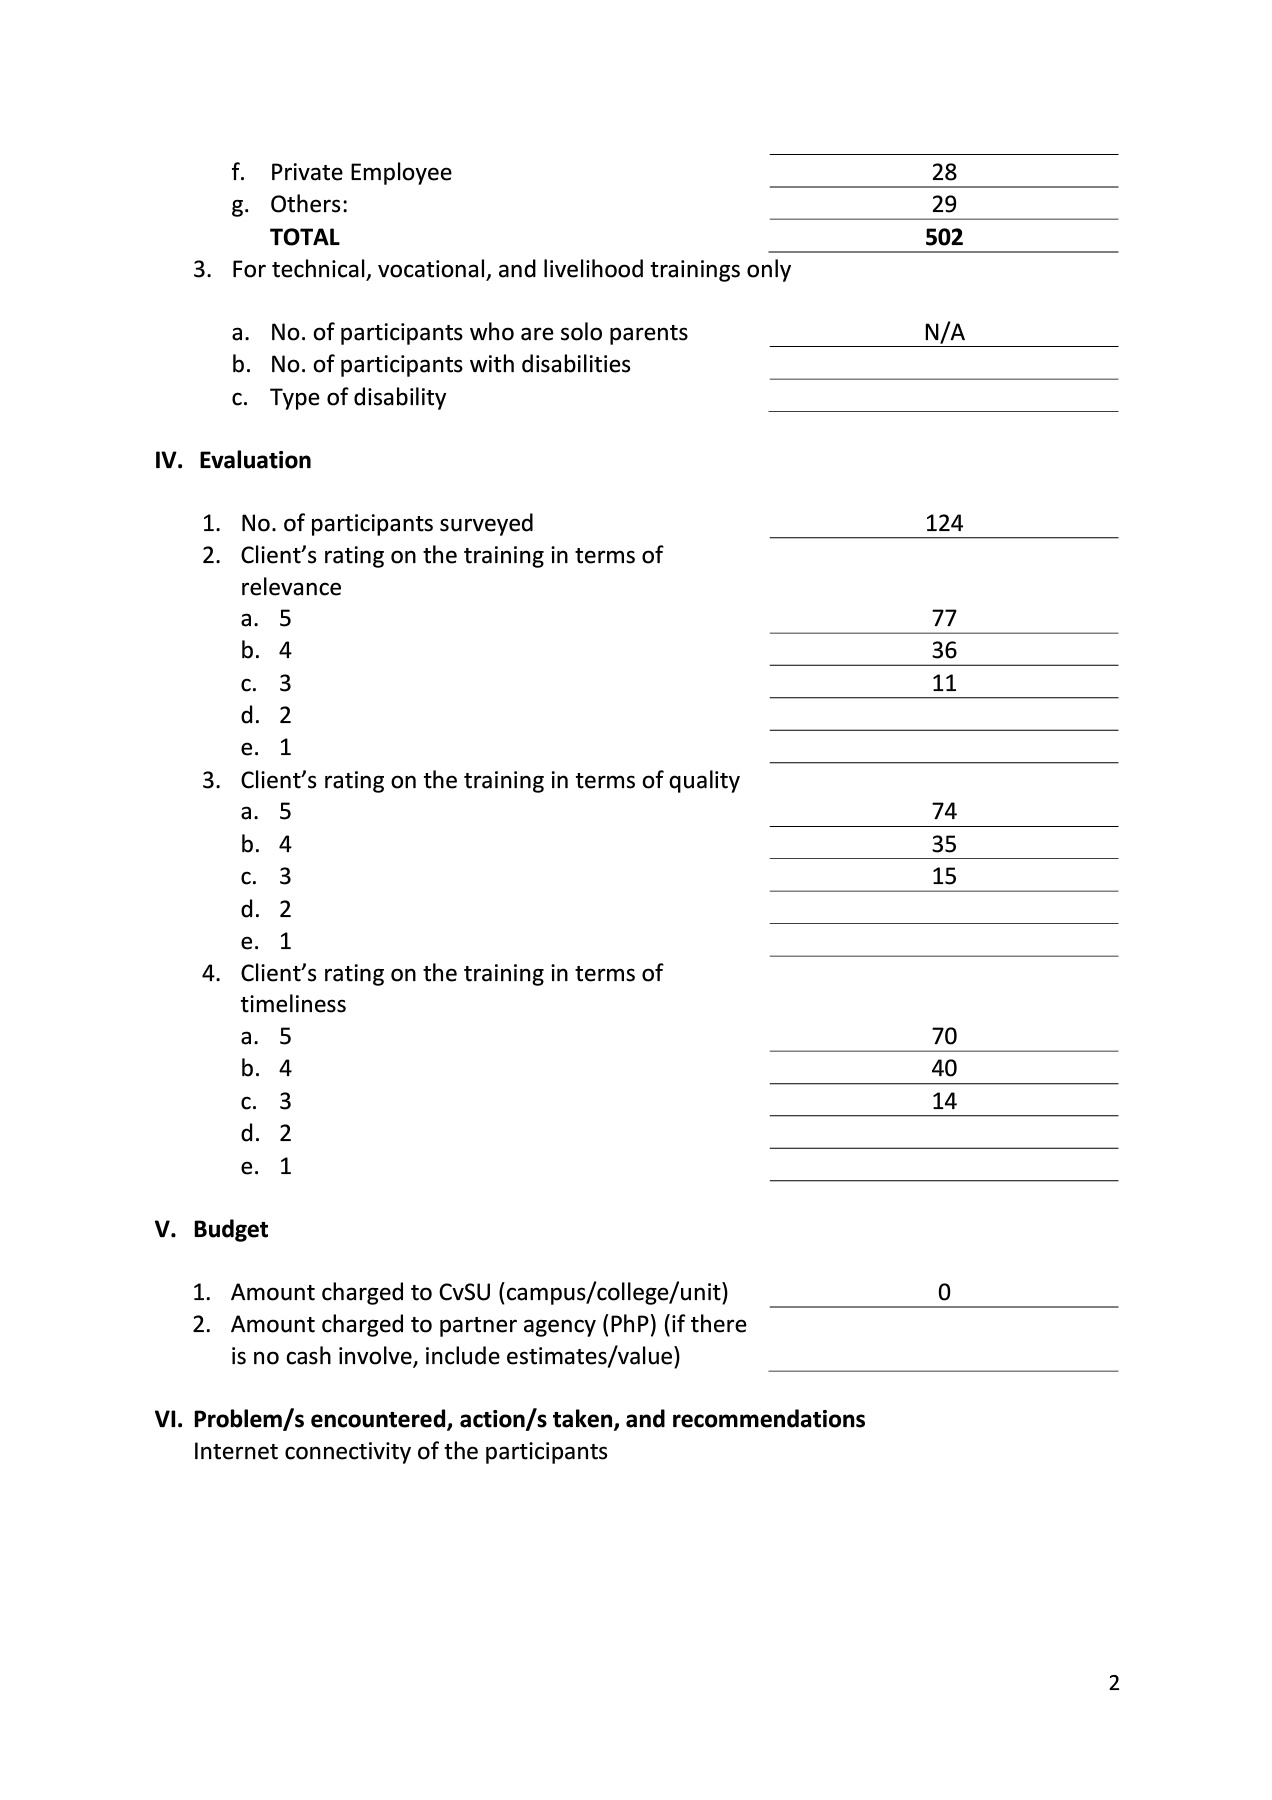 f. Private Employee 28
g. Others: 29
TOTAL 502
3. For technical, vocational, and livelihood trainings only
a. No. of participants who are solo parents N/A
b. No. of participants with disabilities
c. Type of disability
IV. Evaluation
1. No. of participants surveyed 124
2. Client’s rating on the training in terms of
relevance
a. 5 77
b. 4 36
c. 3 11
d. 2
e. 1
3. Client’s rating on the training in terms of quality
a. 5 74
b. 4 35
c. 3 15
d. 2
e. 1
4. Client’s rating on the training in terms of
timeliness
a. 5 70
b. 4 40
c. 3 14
d. 2
e. 1
V. Budget
1. Amount charged to CvSU (campus/college/unit) 0
2. Amount charged to partner agency (PhP) (if there
is no cash involve, include estimates/value)
VI. Problem/s encountered, action/s taken, and recommendations
Internet connectivity of the participants
2